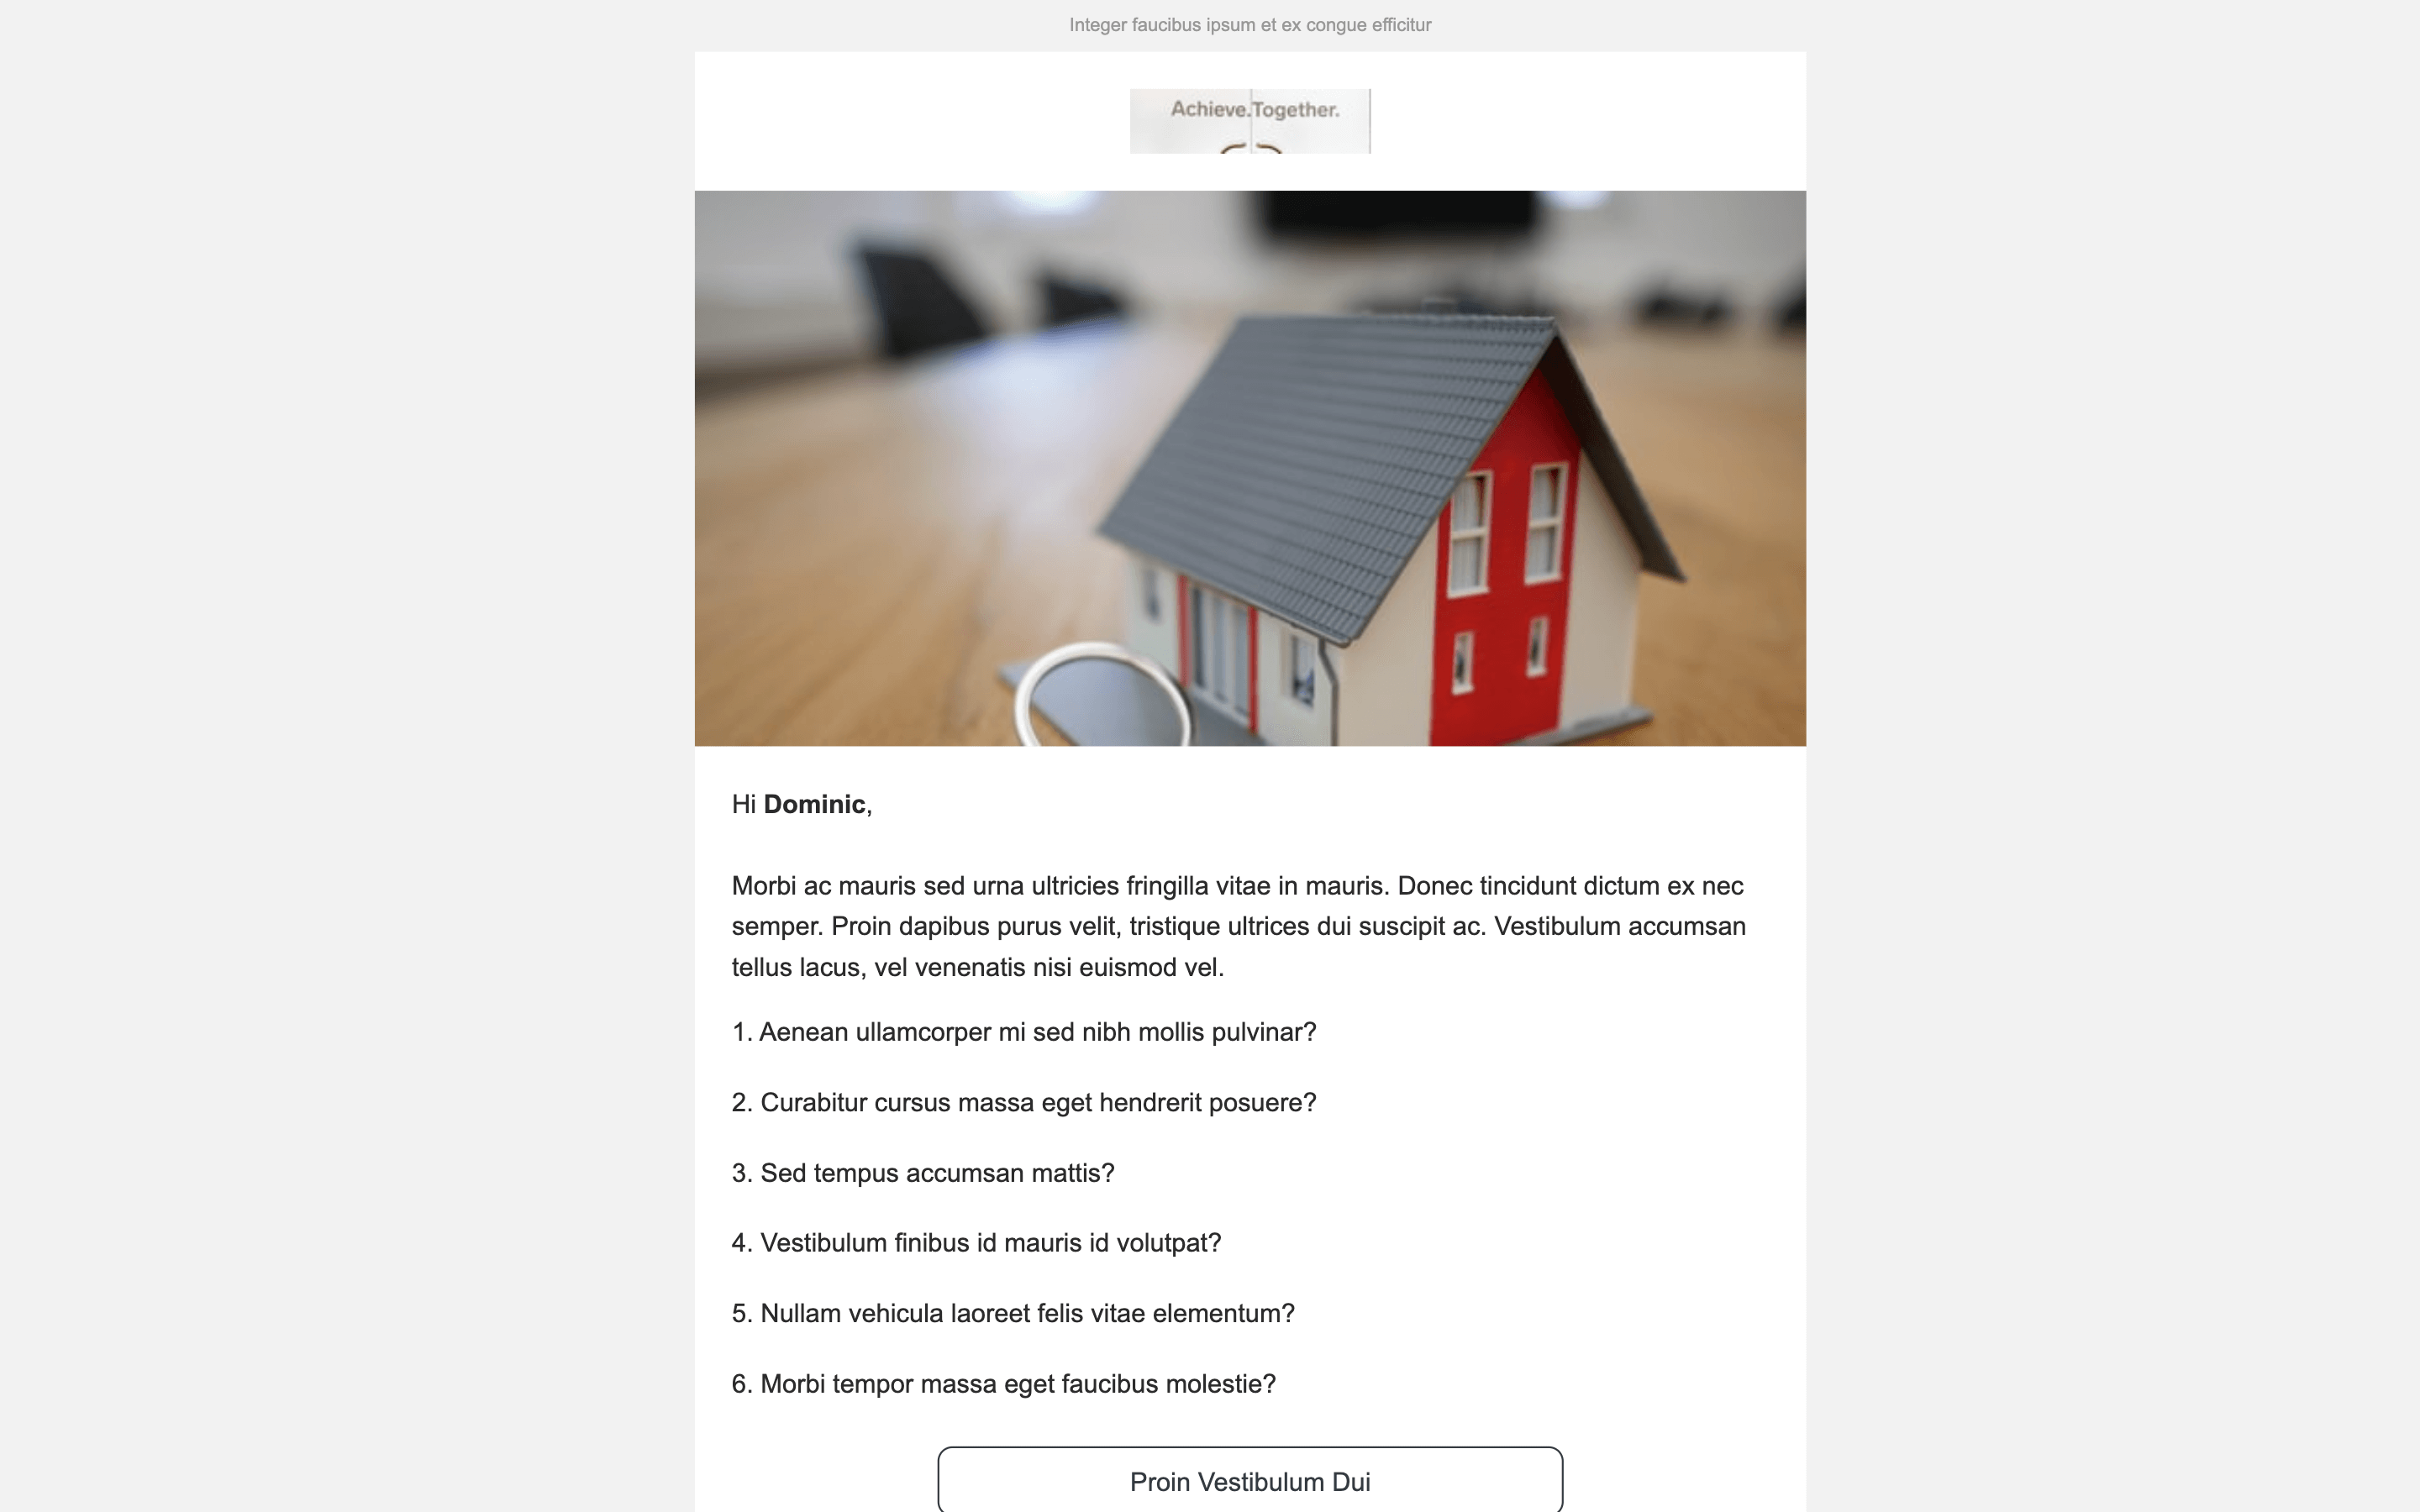 Integer faucibus ipsum et ex congue efficitur
Achieve.Together.
Hi Dominic,
Morbi ac mauris sed urna ultricies fringilla vitae in mauris. Donec tincidunt dictum ex nec
semper. Proin dapibus purus velit, tristique ultrices dui suscipit ac. Vestibulum accumsan
tellus lacus, vel venenatis nisi euismod vel.
1. Aenean ullamcorper mi sed nibh mollis pulvinar?
2. Curabitur cursus massa eget hendrerit posuere?
3. Sed tempus accumsan mattis?
4. Vestibulum finibus id mauris id volutpat?
5. Nullam vehicula laoreet felis vitae elementum?
6. Morbi tempor massa eget faucibus molestie?
Proin Vestibulum Dui